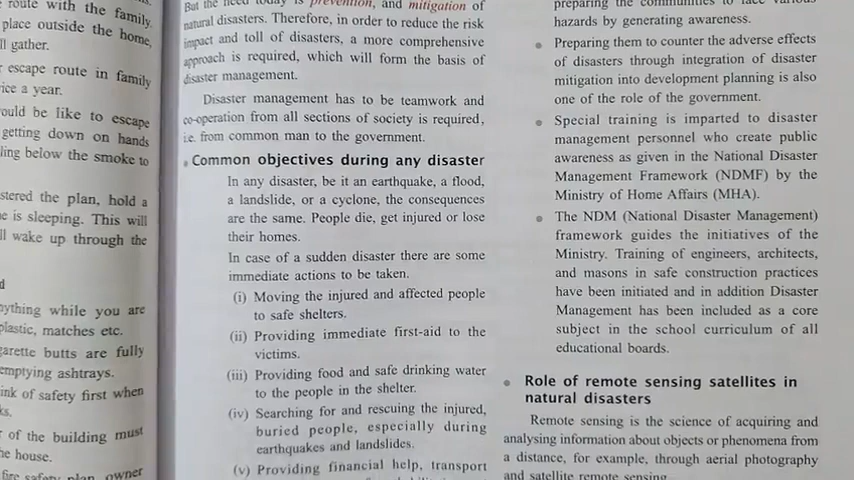 route with the family.
place outside the home,
ll gather.
escape route in family
ice a year.
ould be like to escape
getting down on hands
ling below the smoke to
stered the plan, hold a
e is sleeping. This will
ll wake up through the
d
nything while you are
plastic, matches etc.
garette butts are fully
emptying ashtrays.
ink of safety first when
ks.
of the building must
he house.
fire safety plan, owner
But the need today is prevention, and mitigation of
natural disasters. Therefore, in order to reduce the risk
impact and toll of disasters, a more comprehensive
approach is required, which will form the basis of
disaster management.
Disaster management has to be teamwork and
co-operation from all sections of society is required,
i.e. from common man to the government.
• Common objectives during any disaster
In any disaster, be it an earthquake, a flood,
a landslide, or a cyclone, the consequences
are the same. People die, get injured or lose
their homes.
In case of a sudden disaster there are some
immediate actions to be taken.
(i) Moving the injured and affected people
to safe shelters.
(ii) Providing immediate first-aid to the
victims.
(iii) Providing food and safe drinking water
to the people in the shelter.
(iv) Searching for and rescuing the injured,
buried people, especially during
earthquakes and landslides.
(v) Providing financial help, transport
preparing the communities to face various
hazards by generating awareness.
• Preparing them to counter the adverse effects
of disasters through integration of disaster
mitigation into development planning is also
one of the role of the government.
• Special training is imparted to disaster
management personnel who create public
awareness as given in the National Disaster
Management Framework (NDMF) by the
Ministry of Home Affairs (MHA).
• The NDM (National Disaster Management)
framework guides the initiatives of the
Ministry. Training of engineers, architects,
and masons in safe construction practices
have been initiated and in addition Disaster
Management has been included as a core
subject in the school curriculum of all
educational boards.
• Role of remote sensing satellites in
natural disasters
Remote sensing is the science of acquiring and
analysing information about objects or phenomena from
a distance, for example, through aerial photography
and satellite remote sensing.